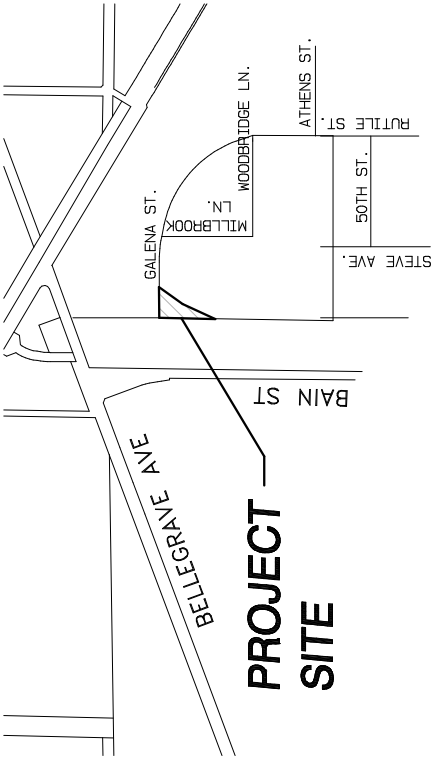 ATHENS ST.
WOODBRIDGE LN.
RUTILE ST.
GALENA ST.
MILLBROOK
LN.
50TH ST.
STEVE AVE.
BAIN ST
BELLEGRAVE AVE
PROJECT
SITE